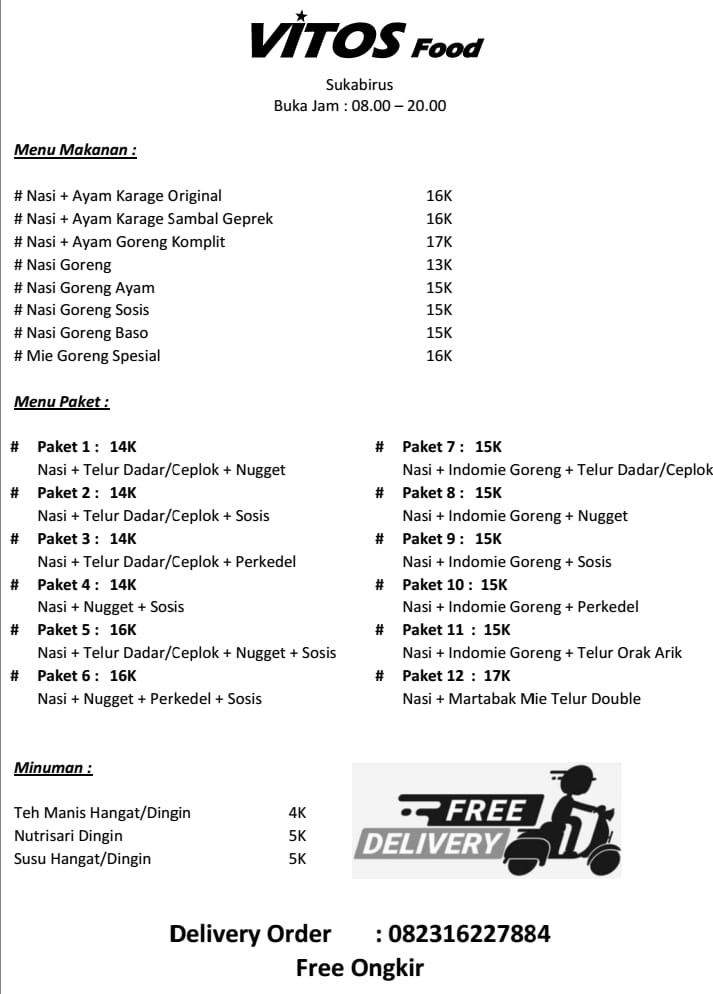 VITOS Food
Sukabirus
Buka Jam : 08.00 – 20.00
Menu Makanan :
# Nasi + Ayam Karage Original 16K
# Nasi + Ayam Karage Sambal Geprek 16K
# Nasi + Ayam Goreng Komplit 17K
# Nasi Goreng 13K
# Nasi Goreng Ayam 15K
# Nasi Goreng Sosis 15K
# Nasi Goreng Baso 15K
# Mie Goreng Spesial 16K
Menu Paket :
# Paket 1 : 14K
Nasi + Telur Dadar/Ceplok + Nugget
# Paket 2 : 14K
Nasi + Telur Dadar/Ceplok + Sosis
# Paket 3 : 14K
Nasi + Telur Dadar/Ceplok + Perkedel
# Paket 4 : 14K
Nasi + Nugget + Sosis
# Paket 5 : 16K
Nasi + Telur Dadar/Ceplok + Nugget + Sosis
# Paket 6 : 16K
Nasi + Nugget + Perkedel + Sosis
# Paket 7 : 15K
Nasi + Indomie Goreng + Telur Dadar/Ceplok
# Paket 8 : 15K
Nasi + Indomie Goreng + Nugget
# Paket 9 : 15K
Nasi + Indomie Goreng + Sosis
# Paket 10 : 15K
Nasi + Indomie Goreng + Perkedel
# Paket 11 : 15K
Nasi + Indomie Goreng + Telur Orak Arik
# Paket 12 : 17K
Nasi + Martabak Mie Telur Double
Minuman :
Teh Manis Hangat/Dingin 4K
Nutrisari Dingin 5K
Susu Hangat/Dingin 5K
FREE
DELIVERY
Delivery Order : 082316227884
Free Ongkir